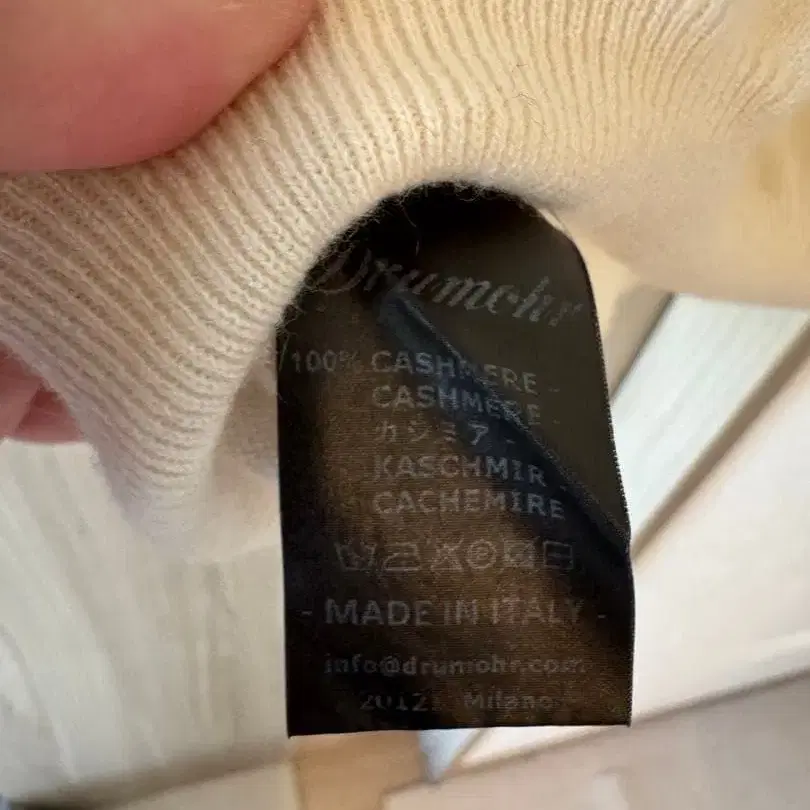 Drumohr
100% CASHMERE -
CASHMERE -
カシミア -
KASCHMIR -
CACHEMIRE
- MADE IN ITALY -
info@drumohr.com
Milano